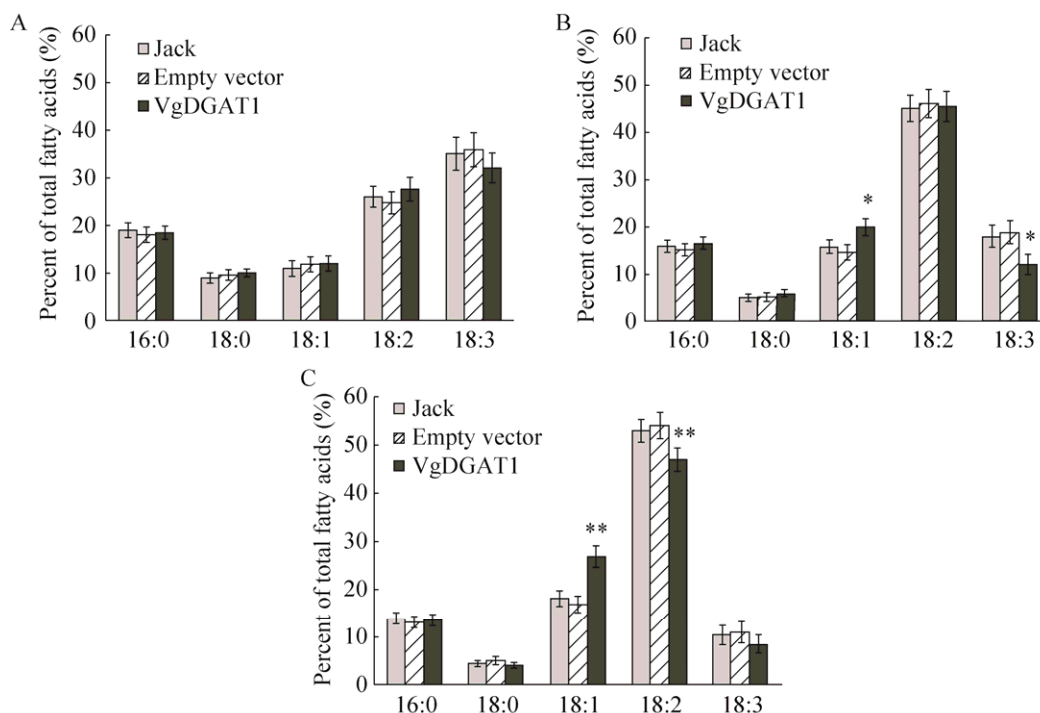 A
Percent of total fatty acids (%)
60
50
40
30
20
10
0
Jack
Empty vector
VgDGAT1
16:0 18:0 18:1 18:2 18:3
B
Percent of total fatty acids (%)
60
50
40
30
20
10
0
Jack
Empty vector
VgDGAT1
*
*
16:0 18:0 18:1 18:2 18:3
C
Percent of total fatty acids (%)
60
50
40
30
20
10
0
Jack
Empty vector
VgDGAT1
**
**
16:0 18:0 18:1 18:2 18:3